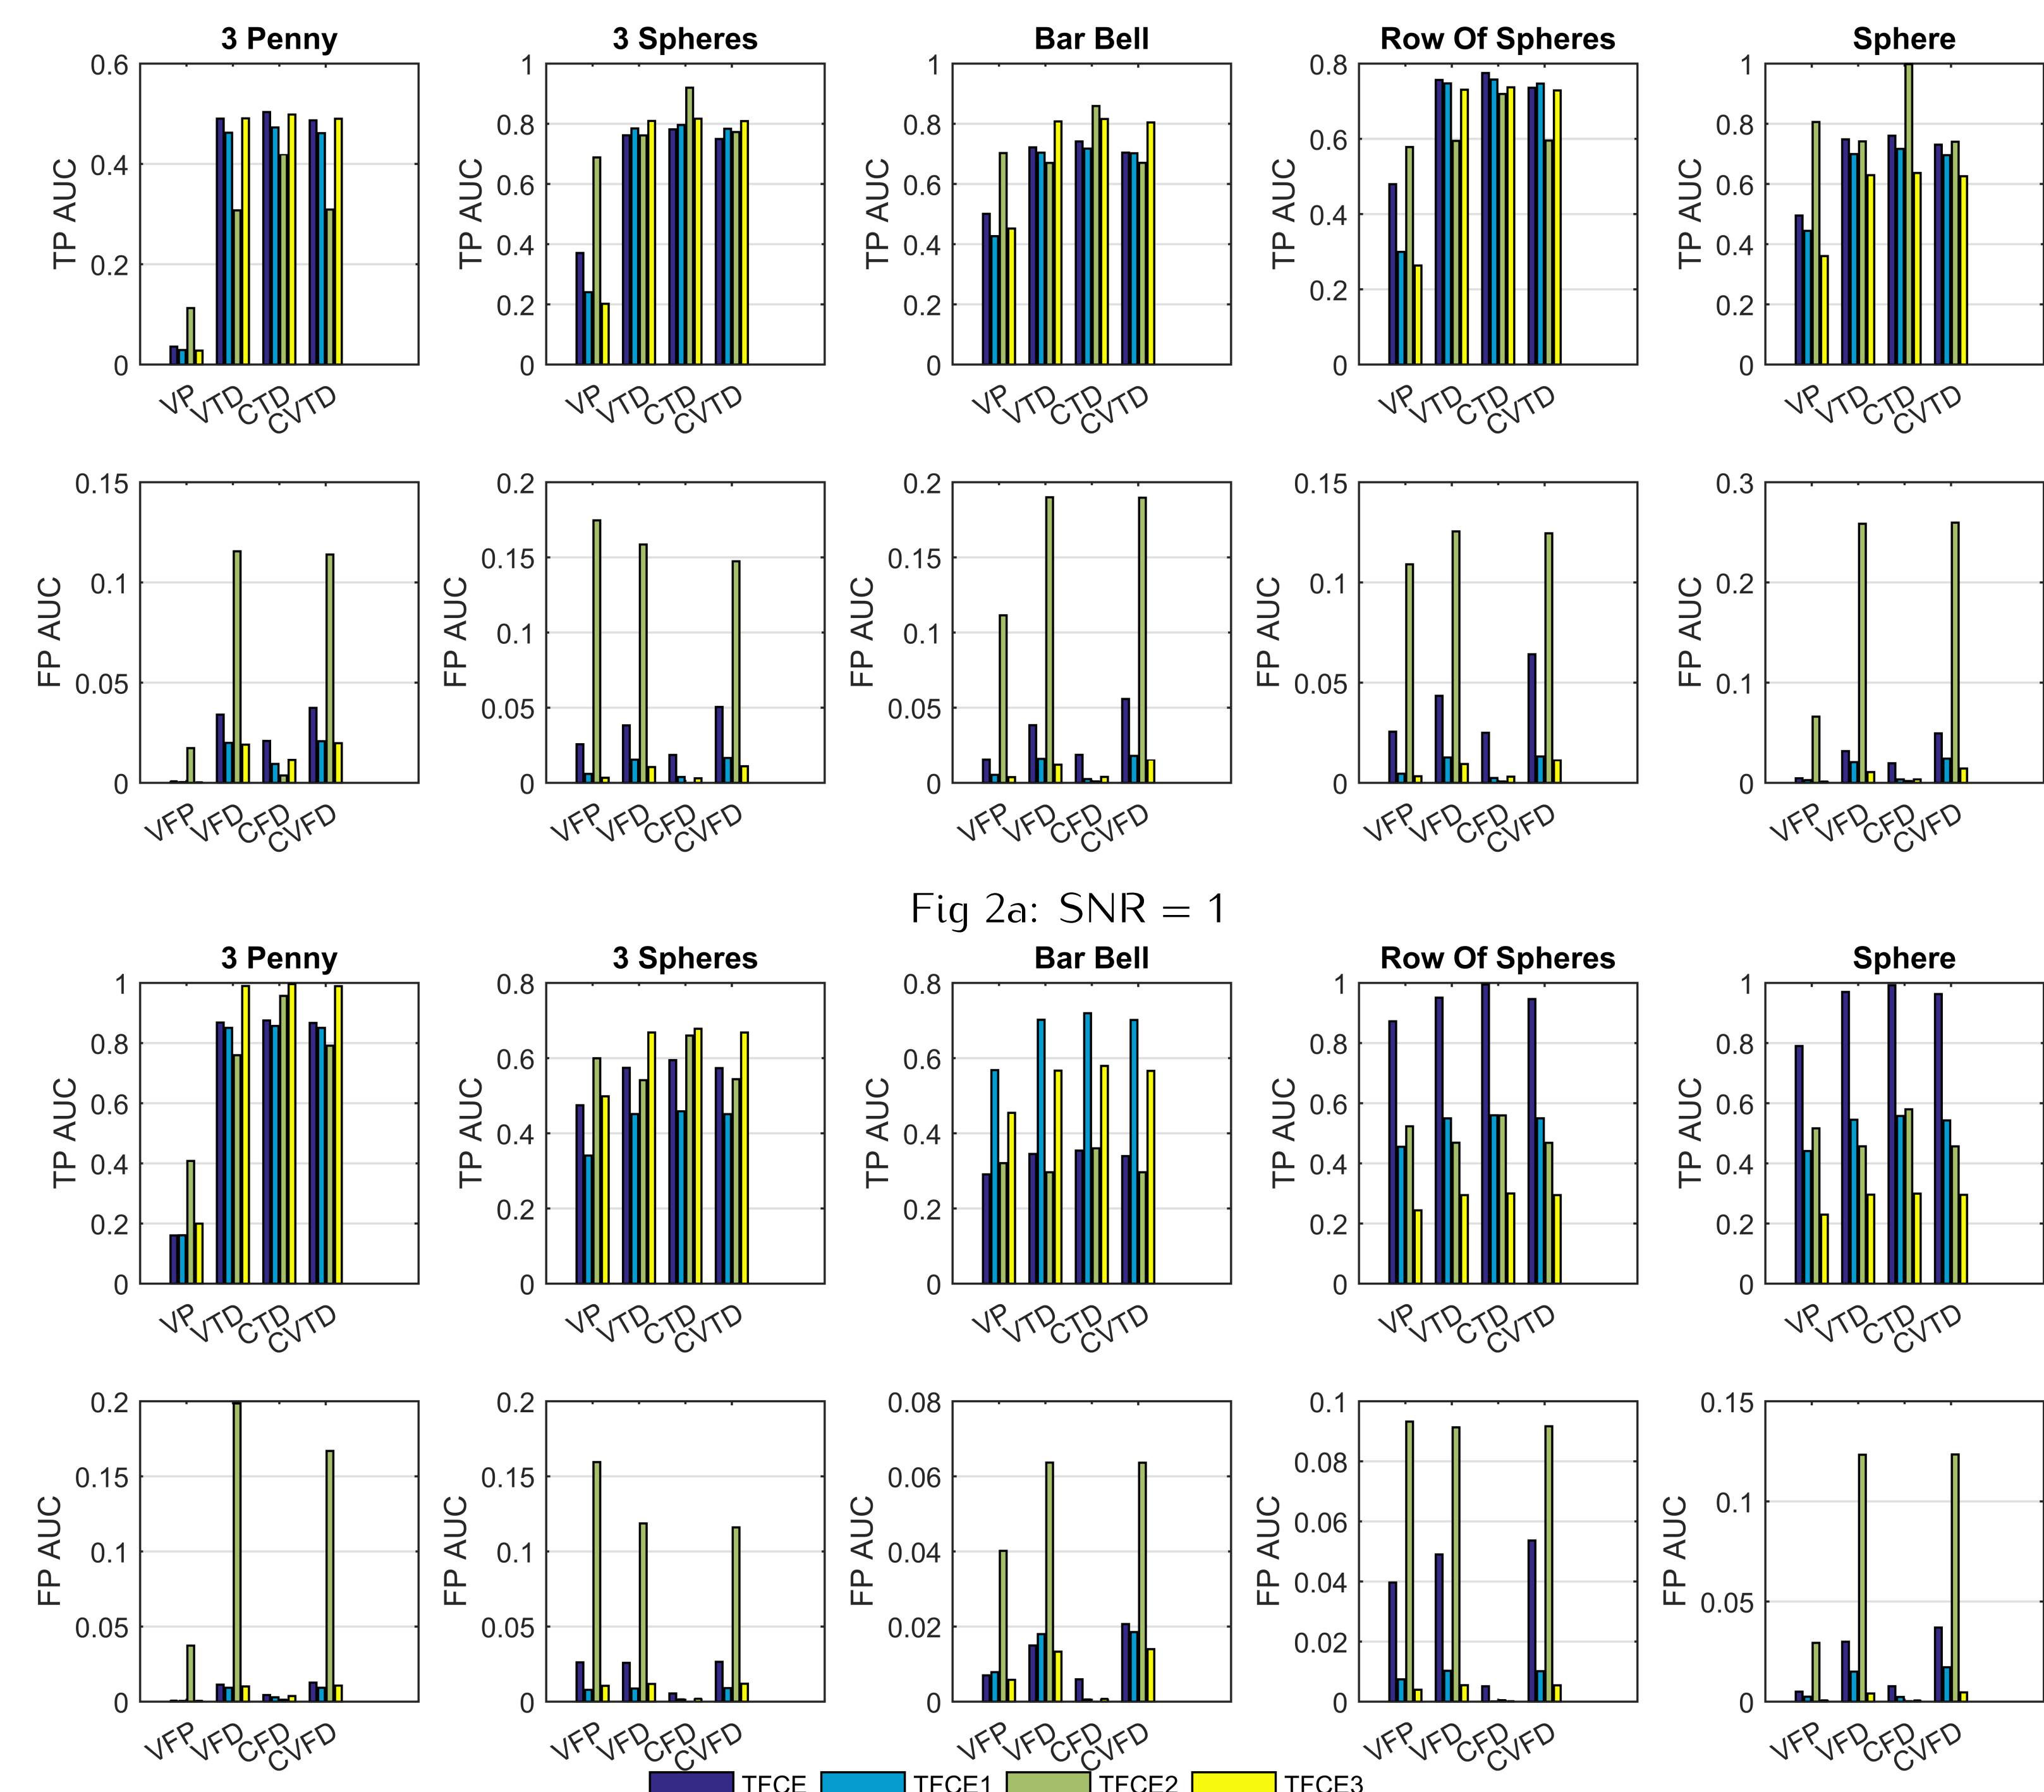 3 Penny 3 Spheres Bar Bell Row Of Spheres Sphere
TP AUC 0.6 0.4 0.2 0 VP VTD CTD CVTD
TP AUC 1 0.8 0.6 0.4 0.2 0 VP VTD CTD CVTD
TP AUC 1 0.8 0.6 0.4 0.2 0 VP VTD CTD CVTD
TP AUC 0.8 0.6 0.4 0.2 0 VP VTD CTD CVTD
TP AUC 1 0.8 0.6 0.4 0.2 0 VP VTD CTD CVTD
FP AUC 0.15 0.1 0.05 0 VFP VFD CFD CVFD
FP AUC 0.2 0.15 0.1 0.05 0 VFP VFD CFD CVFD
FP AUC 0.2 0.15 0.1 0.05 0 VFP VFD CFD CVFD
FP AUC 0.15 0.1 0.05 0 VFP VFD CFD CVFD
FP AUC 0.3 0.2 0.1 0 VFP VFD CFD CVFD
Fig 2a: SNR = 1
3 Penny 3 Spheres Bar Bell Row Of Spheres Sphere
TP AUC 1 0.8 0.6 0.4 0.2 0 VP VTD CTD CVTD
TP AUC 0.8 0.6 0.4 0.2 0 VP VTD CTD CVTD
TP AUC 0.8 0.6 0.4 0.2 0 VP VTD CTD CVTD
TP AUC 1 0.8 0.6 0.4 0.2 0 VP VTD CTD CVTD
TP AUC 1 0.8 0.6 0.4 0.2 0 VP VTD CTD CVTD
FP AUC 0.2 0.15 0.1 0.05 0 VFP VFD CFD CVFD
FP AUC 0.2 0.15 0.1 0.05 0 VFP VFD CFD CVFD
FP AUC 0.08 0.06 0.04 0.02 0 VFP VFD CFD CVFD
FP AUC 0.1 0.08 0.06 0.04 0.02 0 VFP VFD CFD CVFD
FP AUC 0.15 0.1 0.05 0 VFP VFD CFD CVFD
TFCE TFCE1 TFCE2 TFCE3